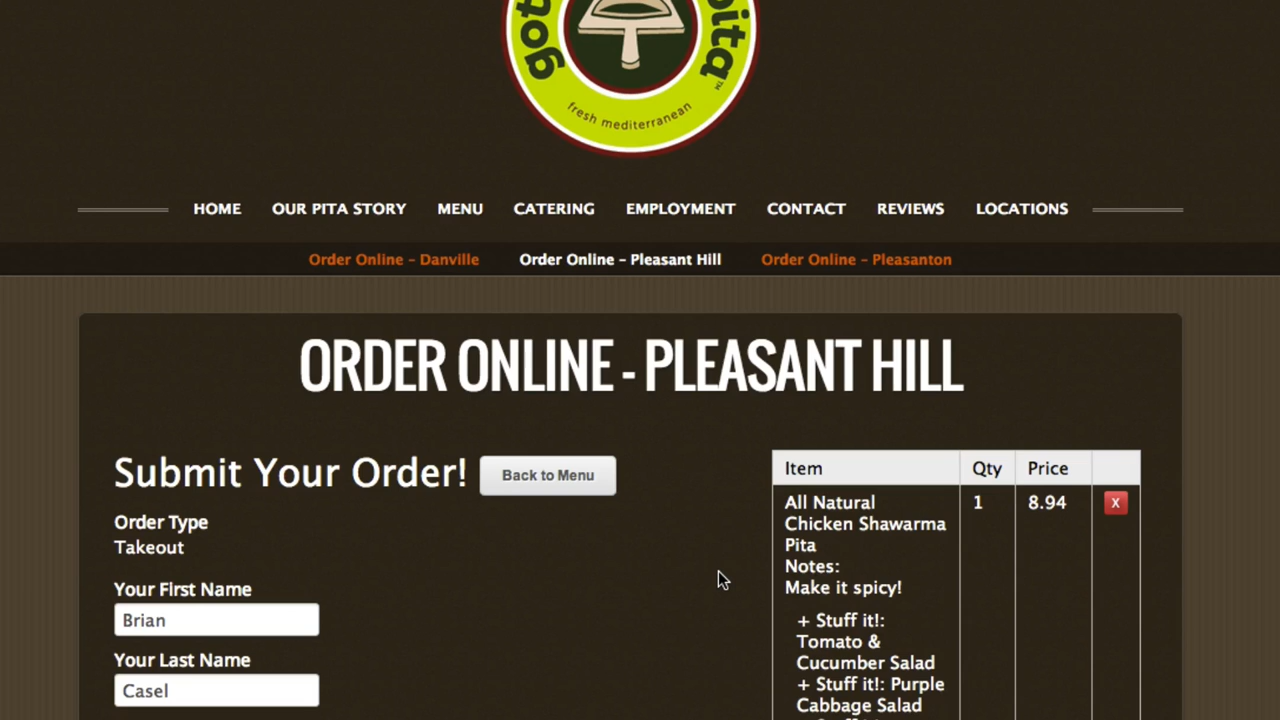 got
pita™
fresh mediterranean
HOME OUR PITA STORY MENU CATERING EMPLOYMENT CONTACT REVIEWS LOCATIONS
Order Online – Danville Order Online – Pleasant Hill Order Online – Pleasanton
ORDER ONLINE - PLEASANT HILL
Submit Your Order! Back to Menu
Order Type
Takeout
Your First Name
Brian
Your Last Name
Casel
Item Qty Price
All Natural 1 8.94 X
Chicken Shawarma
Pita
Notes:
Make it spicy!
+ Stuff it!:
Tomato &
Cucumber Salad
+ Stuff it!: Purple
Cabbage Salad